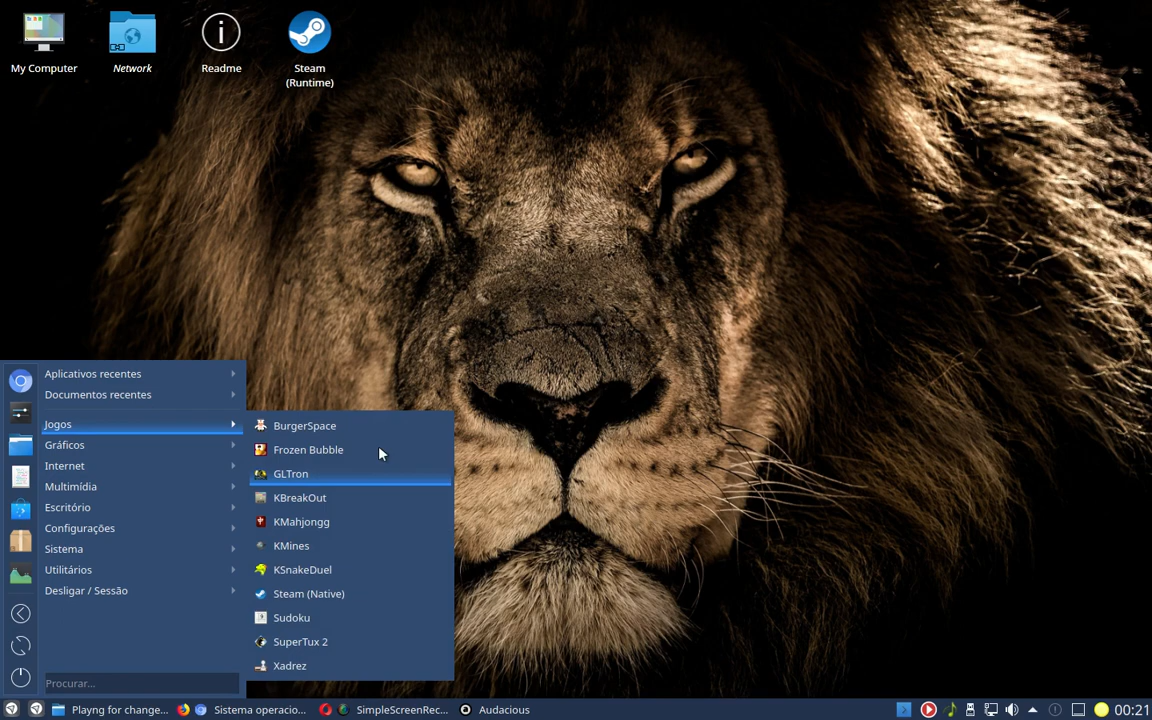 My Computer
Network
Readme
Steam
(Runtime)
Aplicativos recentes
Documentos recentes
Jogos
Gráficos
Internet
Multimídia
Escritório
Configurações
Sistema
Utilitários
Desligar / Sessão
Procurar...
BurgerSpace
Frozen Bubble
GLTron
KBreakOut
KMahjongg
KMines
KSnakeDuel
Steam (Native)
Sudoku
SuperTux 2
Xadrez
Playng for change...
Sistema operacio...
SimpleScreenRec...
Audacious
00:21